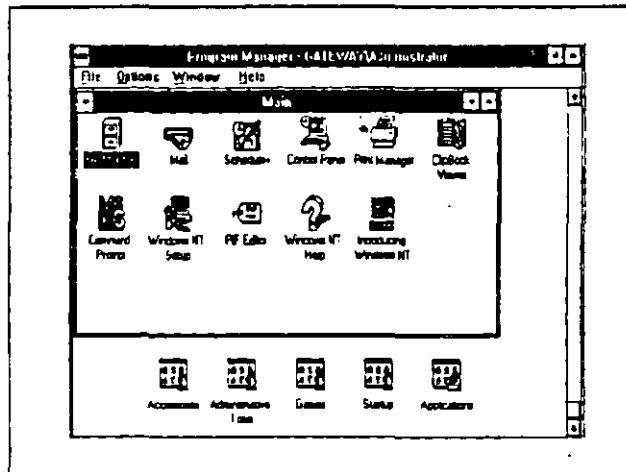 Program Manager - GATEWAY\Administrator
File Options Window Help
Main
Mail Schedule+ Control Panel Print Manager ClipBook Viewer
Command Prompt Windows NT Setup PIF Editor Windows NT Help Introducing Windows NT
Accessories Administrative Tools Games Startup Applications